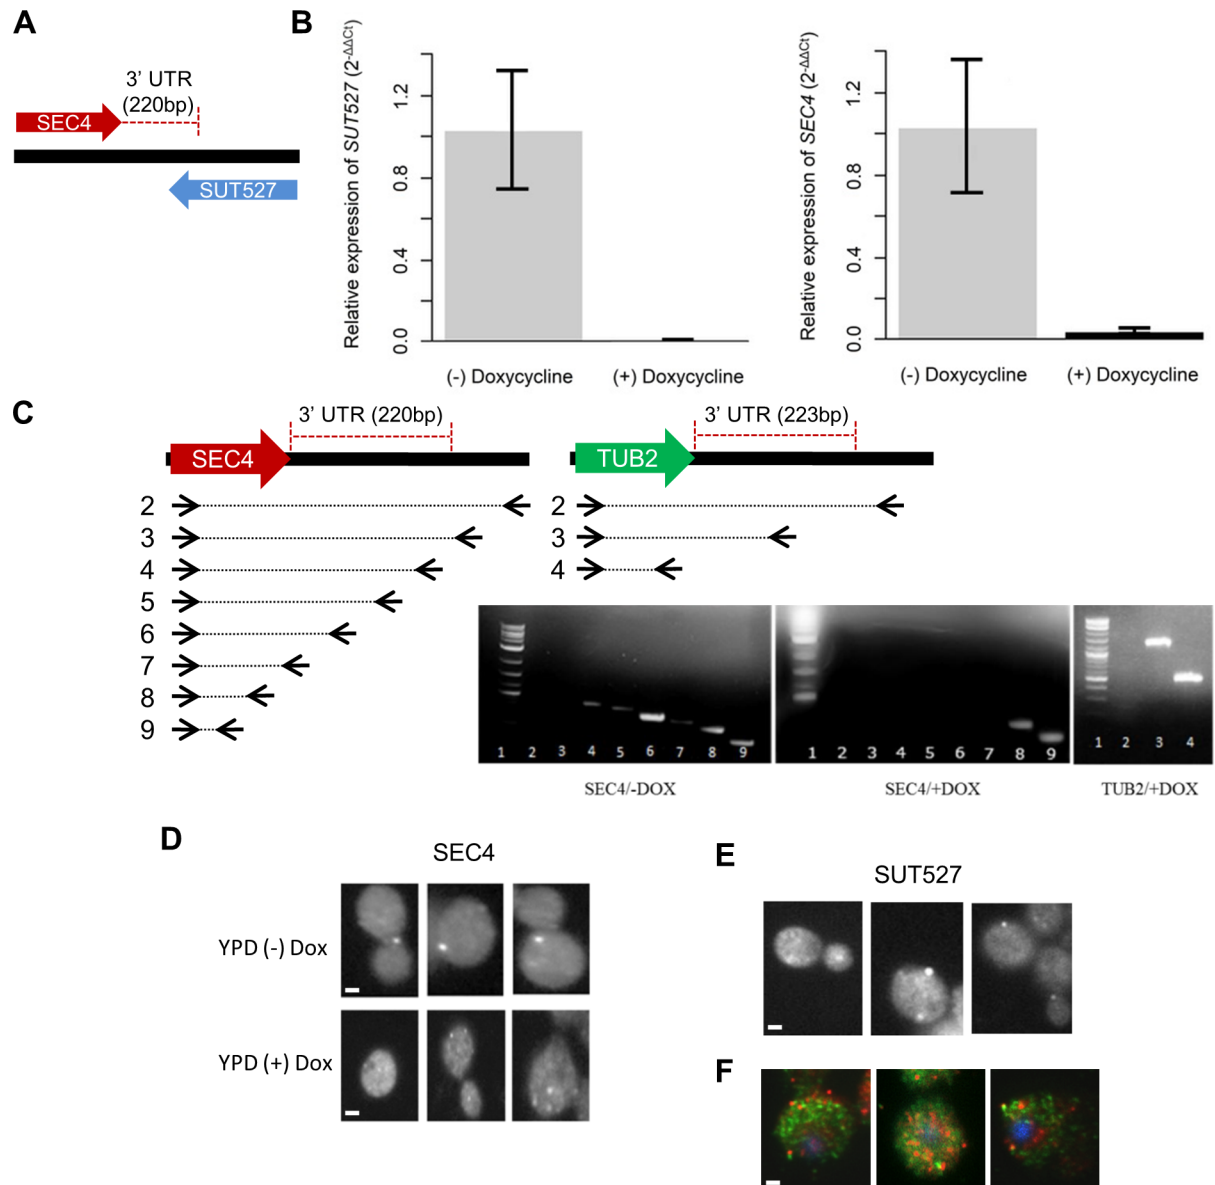 A
3' UTR
(220bp)
SEC4
SUT527
B
Relative expression of SUT527 (2-ΔΔCt)
1.2
0.8
0.4
0.0
(-) Doxycycline
(+) Doxycycline
Relative expression of SEC4 (2-ΔΔCt)
1.2
0.8
0.4
0.0
(-) Doxycycline
(+) Doxycycline
C
3' UTR (220bp)
SEC4
2
3
4
5
6
7
8
9
3' UTR (223bp)
TUB2
2
3
4
1 2 3 4 5 6 7 8 9
SEC4/-DOX
1 2 3 4 5 6 7 8 9
SEC4/+DOX
1 2 3 4
TUB2/+DOX
D
SEC4
YPD (-) Dox
YPD (+) Dox
E
SUT527
F